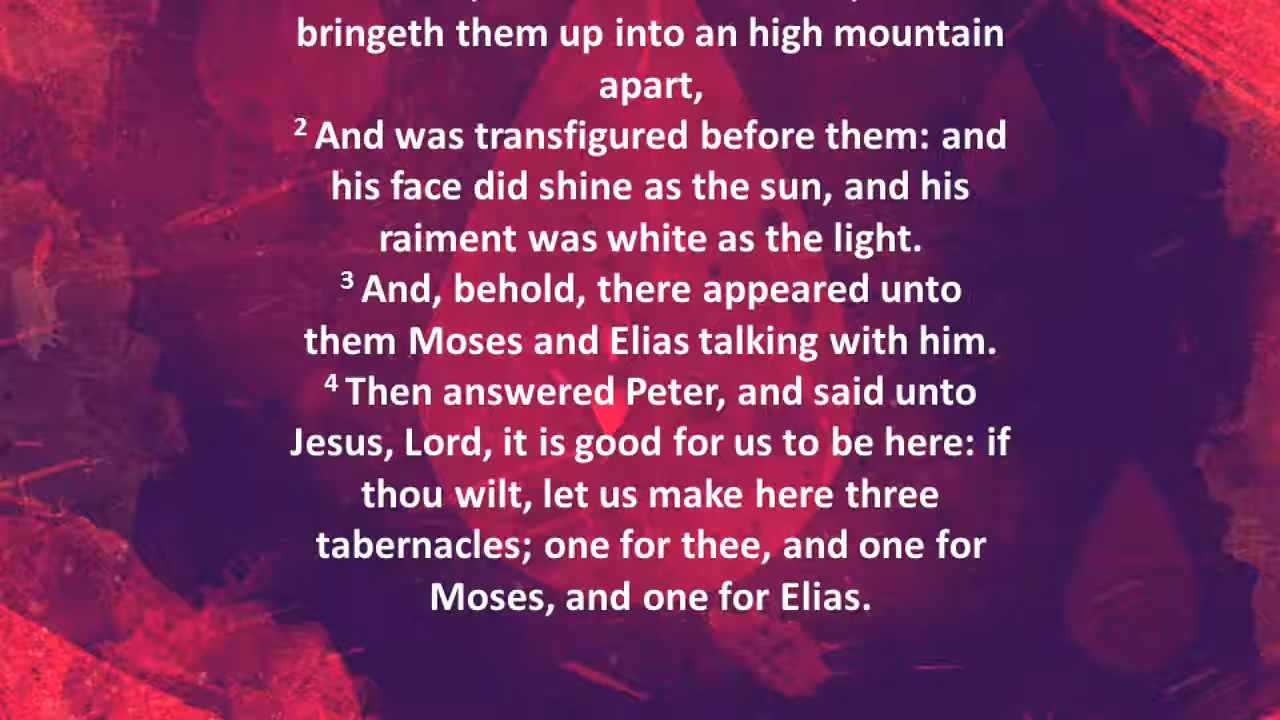 bringeth them up into an high mountain
apart,
2 And was transfigured before them: and
his face did shine as the sun, and his
raiment was white as the light.
3 And, behold, there appeared unto
them Moses and Elias talking with him.
4 Then answered Peter, and said unto
Jesus, Lord, it is good for us to be here: if
thou wilt, let us make here three
tabernacles; one for thee, and one for
Moses, and one for Elias.